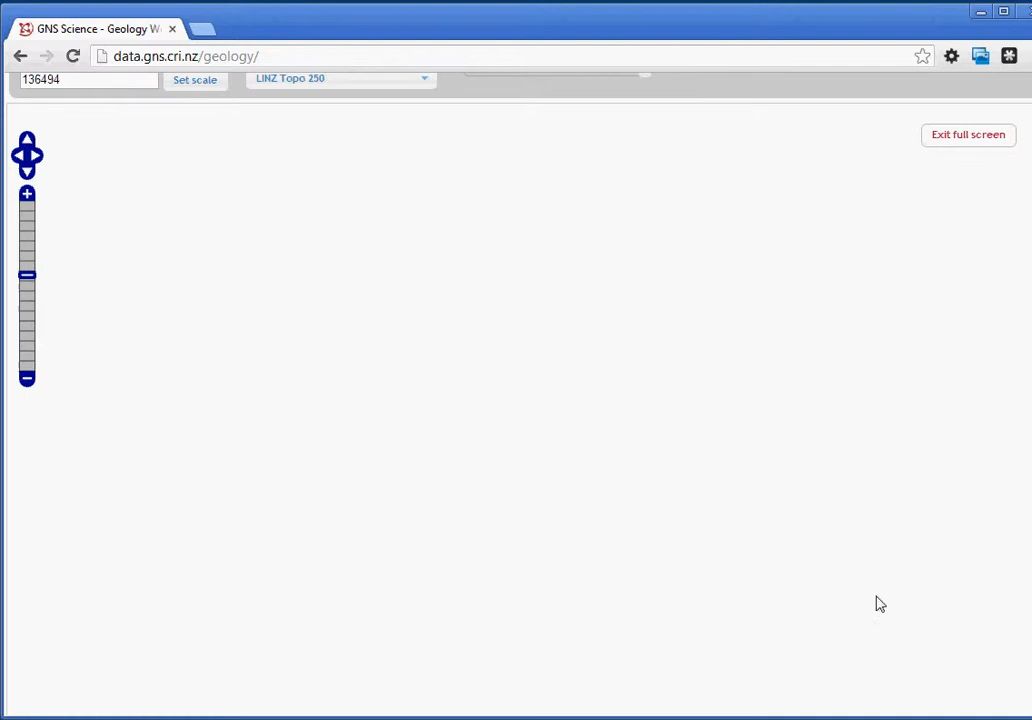 GNS Science - Geology W
data.gns.cri.nz/geology/
136494 Set scale LINZ Topo 250
Exit full screen